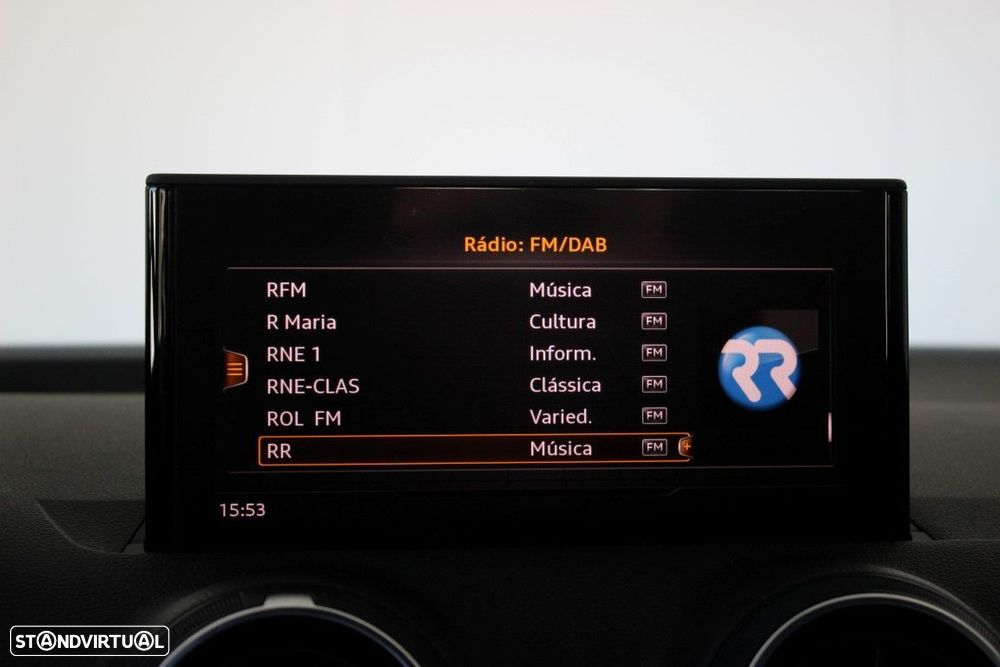 Rádio: FM/DAB
RFM Música FM
R Maria Cultura FM
RNE 1 Inform. FM
RNE-CLAS Clássica FM
ROL FM Varied. FM
RR Música FM
RR
15:53
STANDVIRTUAL